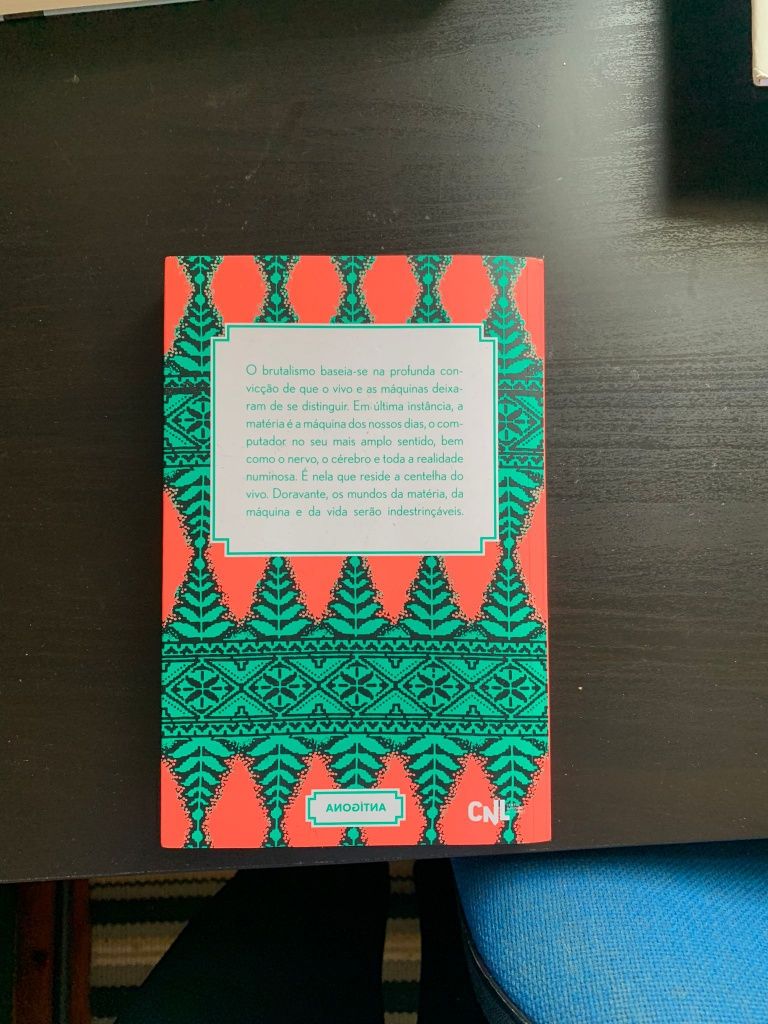 O brutalismo baseia-se na profunda con-
vicção de que o vivo e as máquinas deixa-
ram de se distinguir. Em última instância, a
matéria é a máquina dos nossos dias, o com-
putador no seu mais amplo sentido, bem
como o nervo, o cérebro e toda a realidade
numinosa. É nela que reside a centelha do
vivo. Doravante, os mundos da matéria, da
máquina e da vida serão indestrinçáveis.
ANTÍGONA
CNL